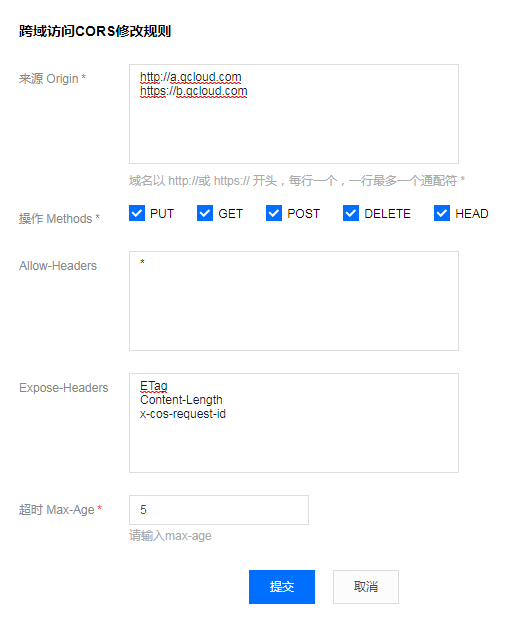 跨域访问CORS修改规则
来源 Origin *
http://a.qcloud.com
https://b.qcloud.com
域名以 http://或 https:// 开头，每行一个，一行最多一个通配符 *
操作 Methods * PUT GET POST DELETE HEAD
Allow-Headers
*
Expose-Headers
ETag
Content-Length
x-cos-request-id
超时 Max-Age * 5
请输入max-age
提交 取消